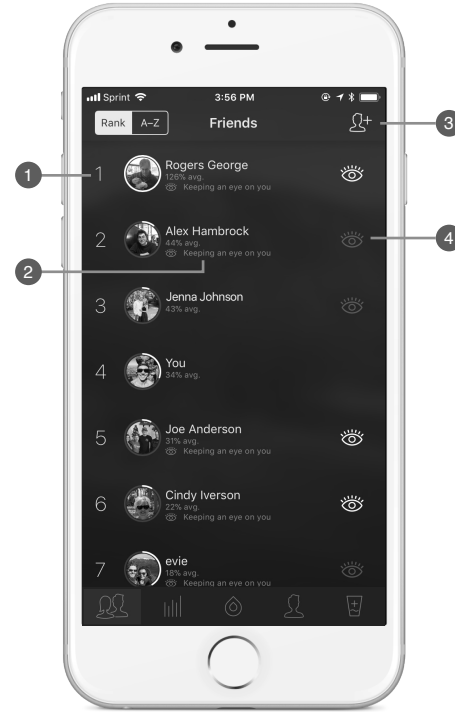 Sprint 3:56 PM
Rank A–Z Friends
3
1
1 Rogers George
126% avg.
Keeping an eye on you
2 Alex Hambrock
44% avg.
Keeping an eye on you
4
2
3 Jenna Johnson
43% avg.
4 You
34% avg.
5 Joe Anderson
31% avg.
Keeping an eye on you
6 Cindy Iverson
22% avg.
Keeping an eye on you
7 evie
18% avg.
Keeping an eye on you